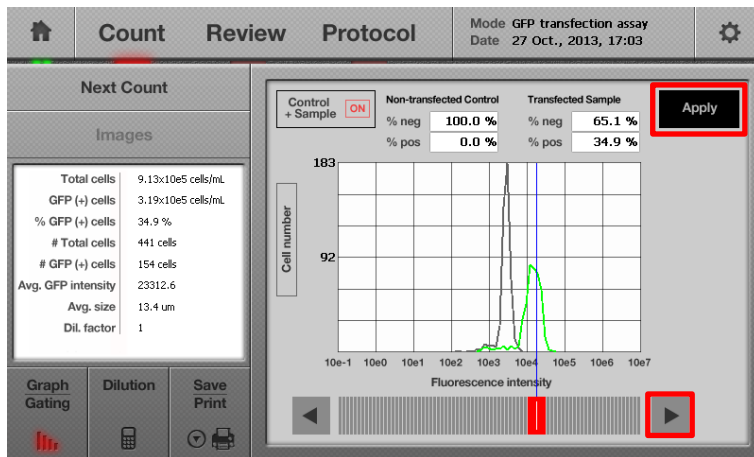 Count
Review
Protocol
Mode GFP transfection assay
Date 27 Oct., 2013, 17:03
Next Count
Images
Total cells 9.13x10e5 cells/mL
GFP (+) cells 3.19x10e5 cells/mL
% GFP (+) cells 34.9 %
# Total cells 441 cells
# GFP (+) cells 154 cells
Avg. GFP intensity 23312.6
Avg. size 13.4 um
Dil. factor 1
Graph
Gating
Dilution
Save
Print
Control
+ Sample
ON
Non-transfected Control
% neg 100.0 %
% pos 0.0 %
Transfected Sample
% neg 65.1 %
% pos 34.9 %
Apply
183
92
Cell number
10e-1 10e0 10e1 10e2 10e3 10e4 10e5 10e6 10e7
Fluorescence intensity